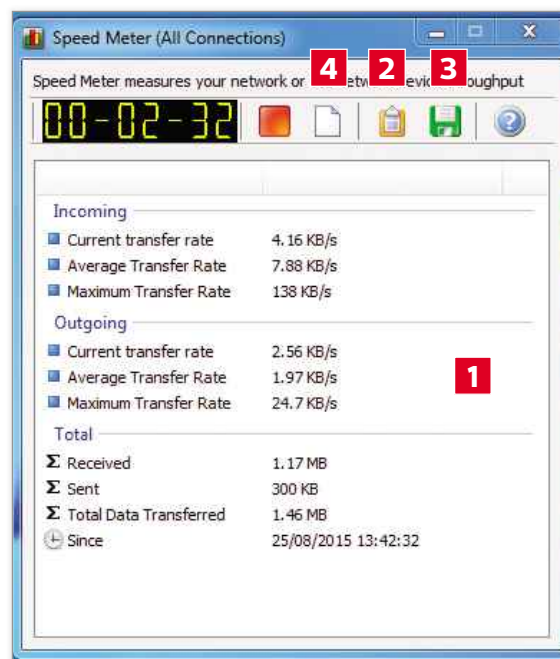 Speed Meter (All Connections)
4 2 3
Speed Meter measures your network or
00-02-32
Incoming
Current transfer rate 4.16 KB/s
Average Transfer Rate 7.88 KB/s
Maximum Transfer Rate 138 KB/s
Outgoing
Current transfer rate 2.56 KB/s
Average Transfer Rate 1.97 KB/s
Maximum Transfer Rate 24.7 KB/s
1
Total
Σ Received 1.17 MB
Σ Sent 300 KB
Σ Total Data Transferred 1.46 MB
Since 25/08/2015 13:42:32